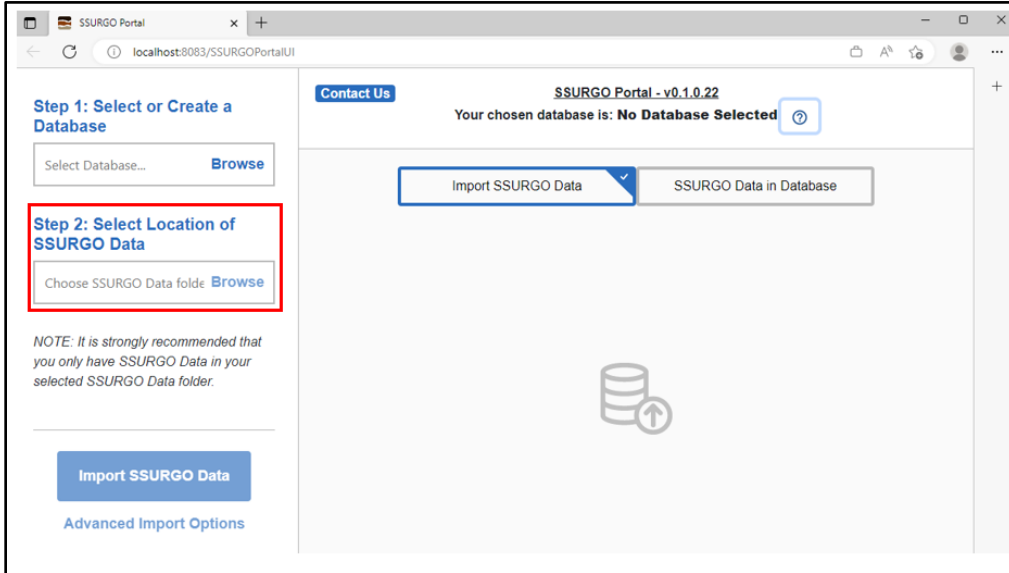 SSURGO Portal
localhost:8083/SSURGOPortalUI
Step 1: Select or Create a
Database
Select Database...
Browse
Step 2: Select Location of
SSURGO Data
Choose SSURGO Data folde
Browse
NOTE: It is strongly recommended that
you only have SSURGO Data in your
selected SSURGO Data folder.
Import SSURGO Data
Advanced Import Options
Contact Us
SSURGO Portal - v0.1.0.22
Your chosen database is: No Database Selected
Import SSURGO Data
SSURGO Data in Database